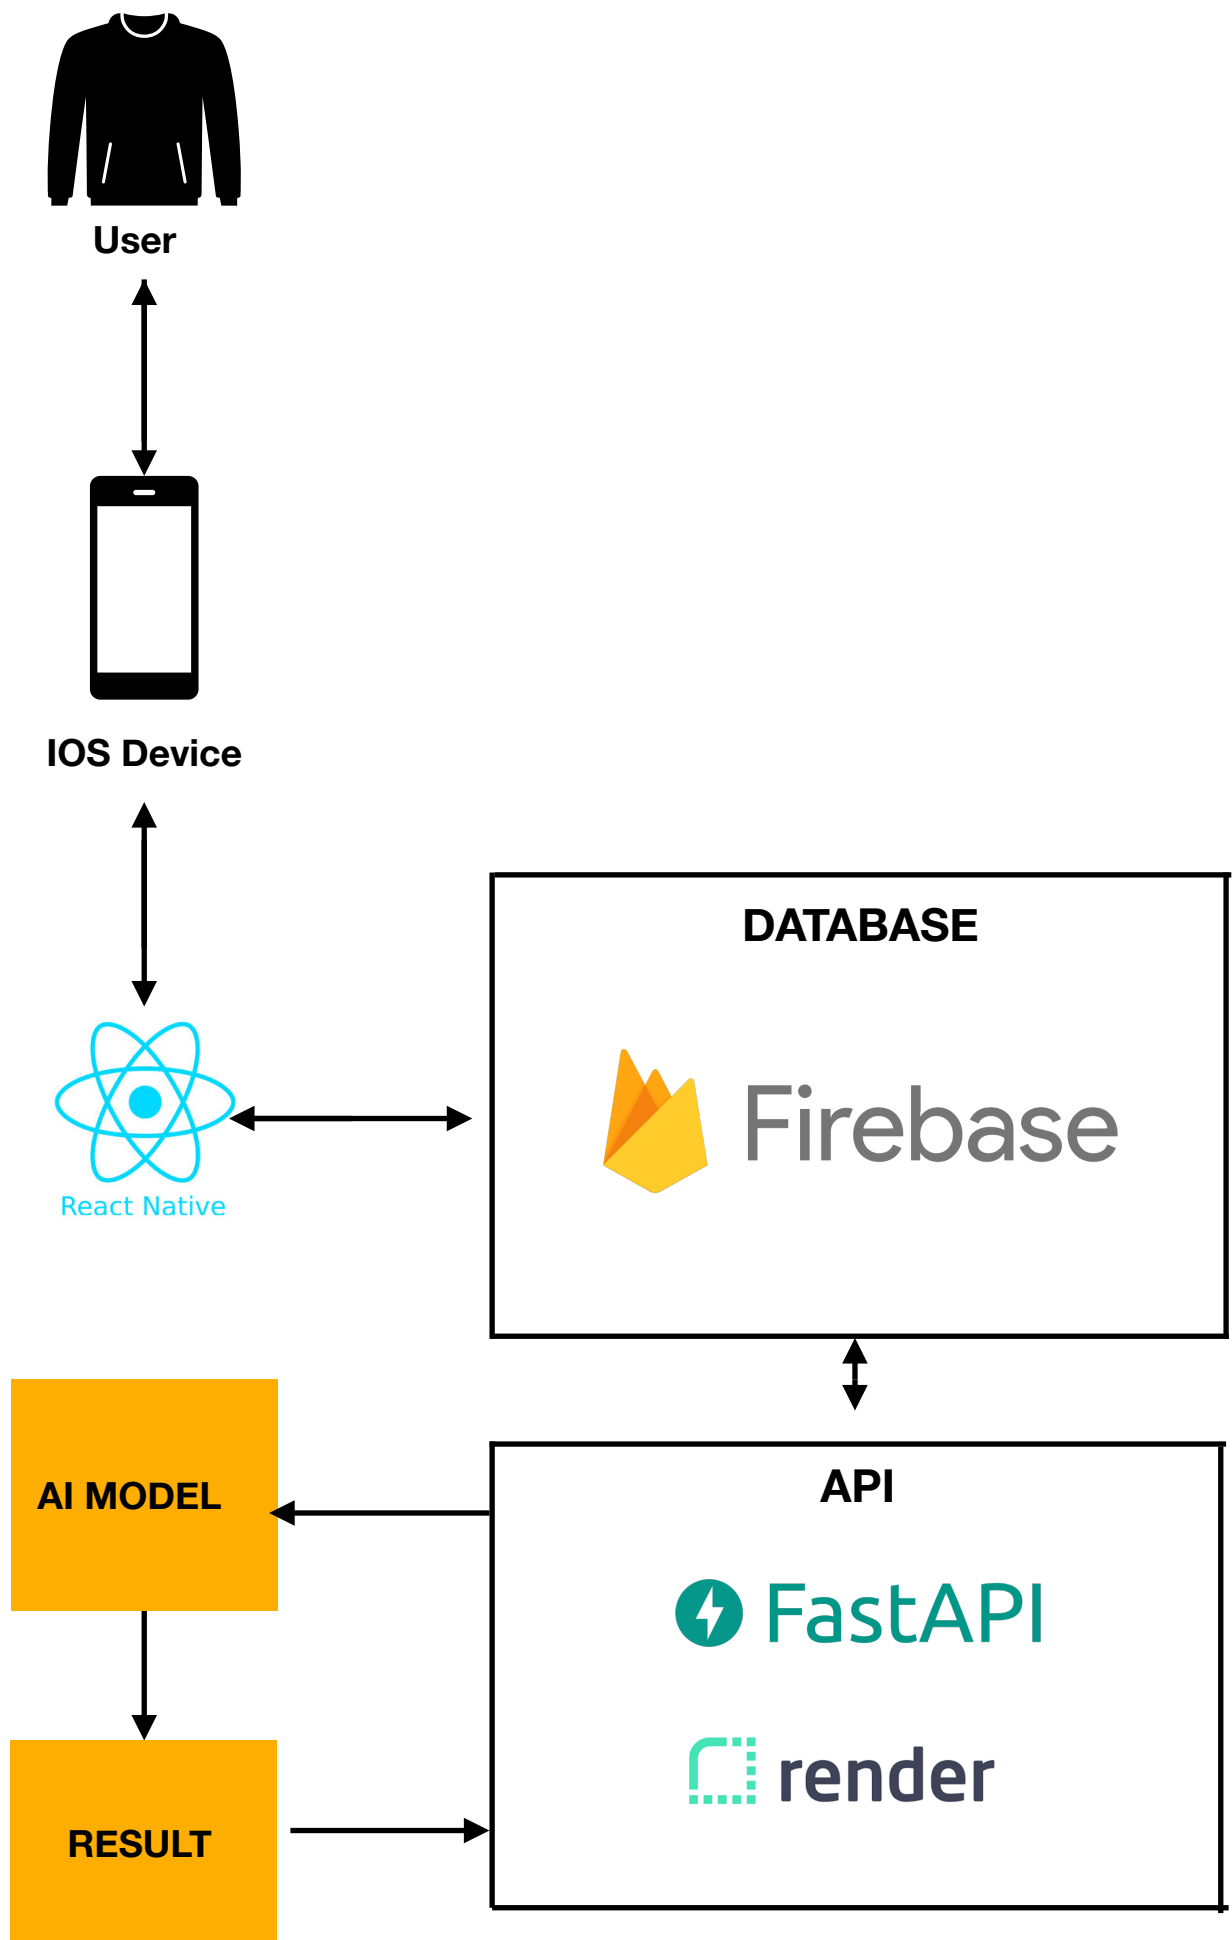 User
IOS Device
DATABASE
Firebase
React Native
AI MODEL
API
FastAPI
render
RESULT